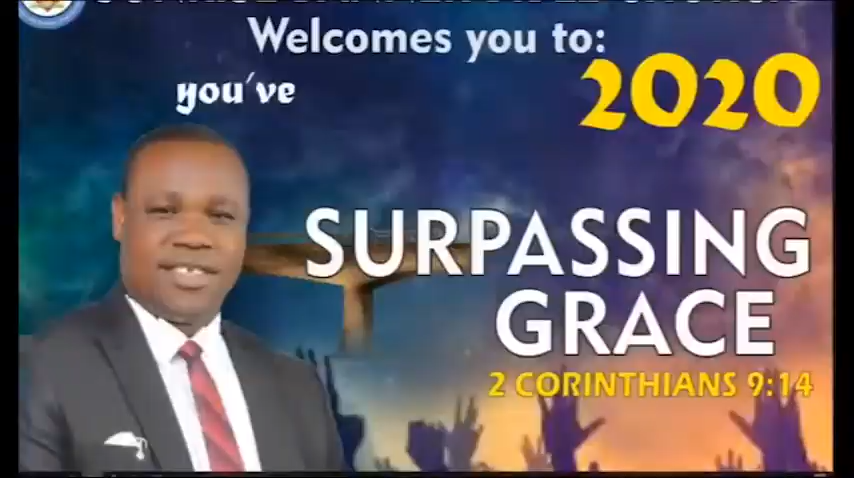 Welcomes you to:
you've
2020
SURPASSING
GRACE
2 CORINTHIANS 9:14